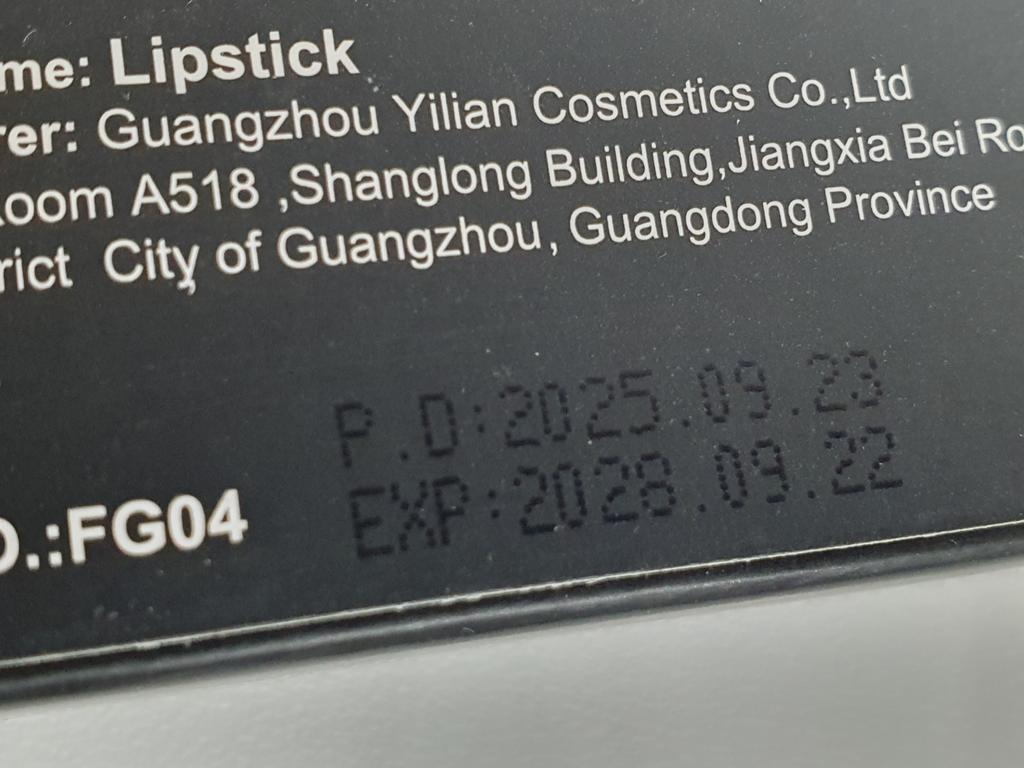 me: Lipstick
rer: Guangzhou Yilian Cosmetics Co.,Ltd
oom A518 ,Shanglong Building,Jiangxia Bei Ro
rict City of Guangzhou, Guangdong Province
P.D:2025.09.23
O.:FG04 EXP:2028.09.22